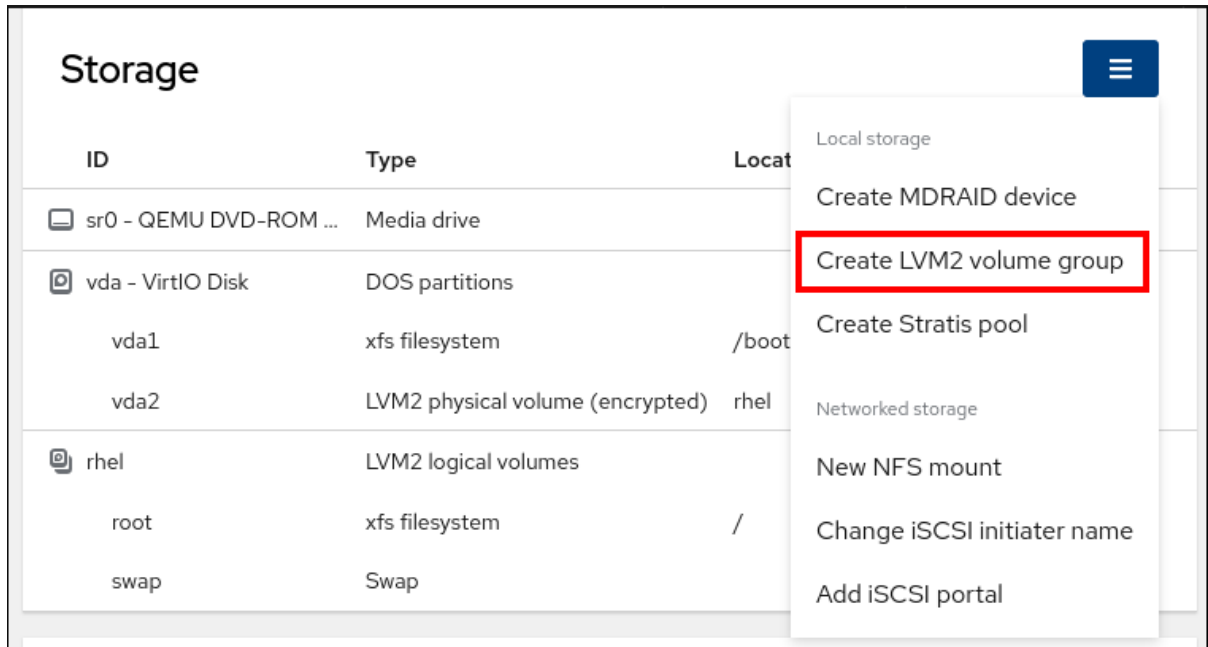 Storage
ID Type Locat
sr0 - QEMU DVD-ROM ... Media drive
vda - VirtIO Disk DOS partitions
vda1 xfs filesystem /boot
vda2 LVM2 physical volume (encrypted) rhel
rhel LVM2 logical volumes
root xfs filesystem /
swap Swap
Local storage
Create MDRAID device
Create LVM2 volume group
Create Stratis pool
Networked storage
New NFS mount
Change iSCSI initiater name
Add iSCSI portal